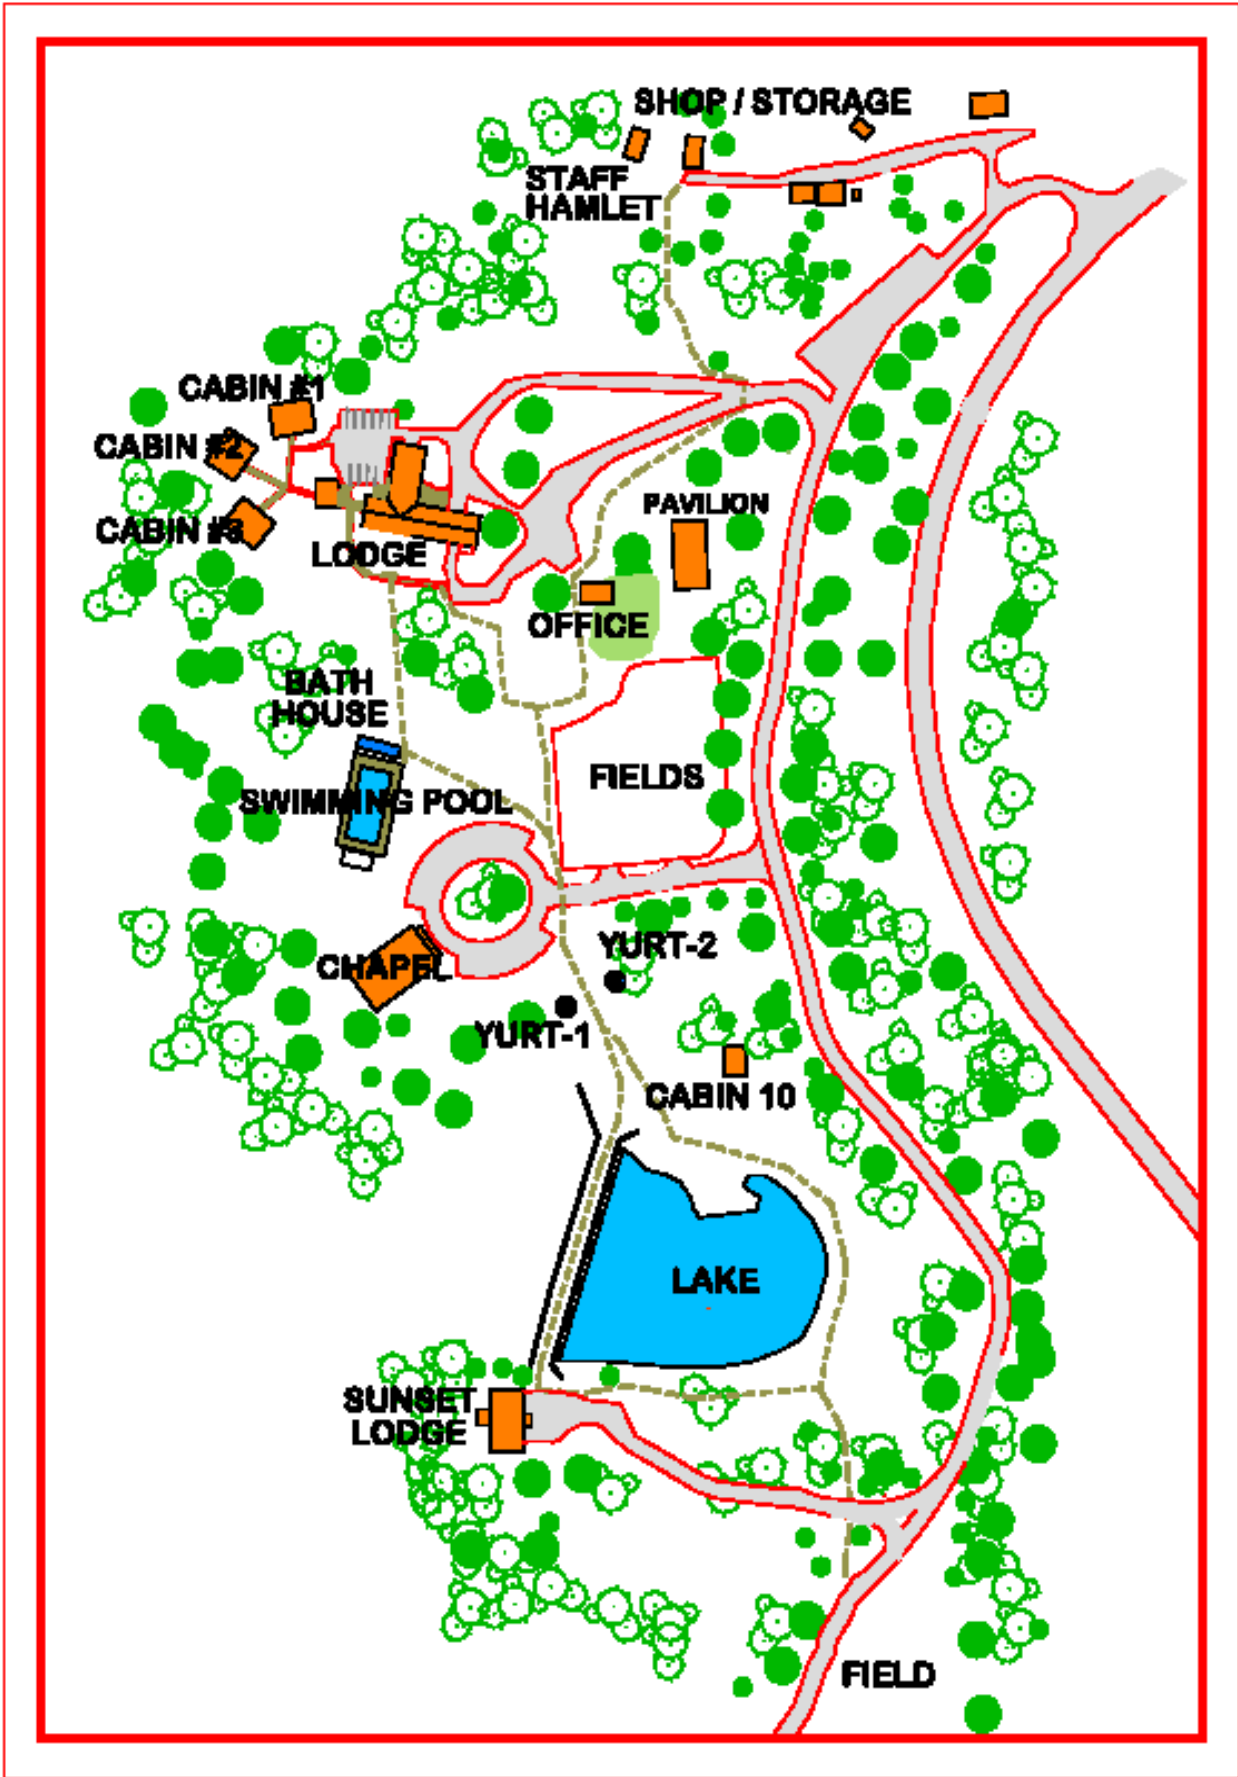 SHOP / STORAGE
STAFF
HAMLET
CABIN #1
CABIN #2
CABIN #3
LODGE
PAVILION
OFFICE
BATH
HOUSE
FIELDS
SWIMMING POOL
YURT-2
CHAPEL
YURT-1
CABIN 10
LAKE
SUNSET
LODGE
FIELD